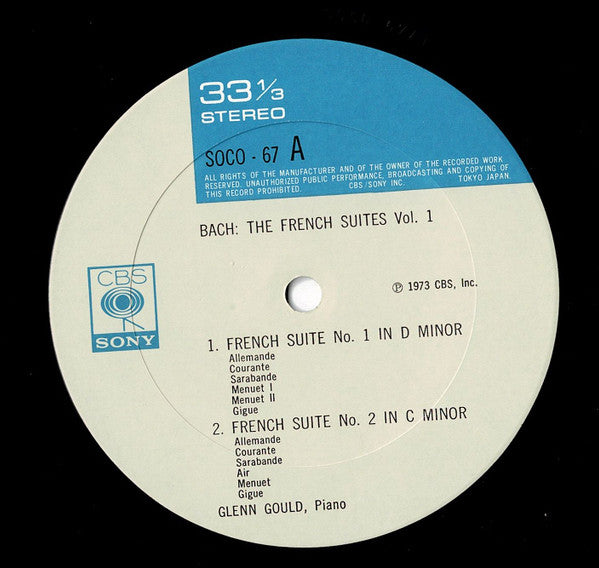 33 1/3
STEREO
SOCO - 67 A
ALL RIGHTS OF THE MANUFACTURER AND OF THE OWNER OF THE RECORDED WORK
RESERVED. UNAUTHORIZED PUBLIC PERFORMANCE, BROADCASTING AND COPYING OF
THIS RECORD PROHIBITED. CBS/SONY INC. TOKYO JAPAN.
BACH: THE FRENCH SUITES Vol. 1
CBS
SONY
℗ 1973 CBS, Inc.
1. FRENCH SUITE No. 1 IN D MINOR
Allemande
Courante
Sarabande
Menuet I
Menuet II
Gigue
2. FRENCH SUITE No. 2 IN C MINOR
Allemande
Courante
Sarabande
Air
Menuet
Gigue
GLENN GOULD, Piano